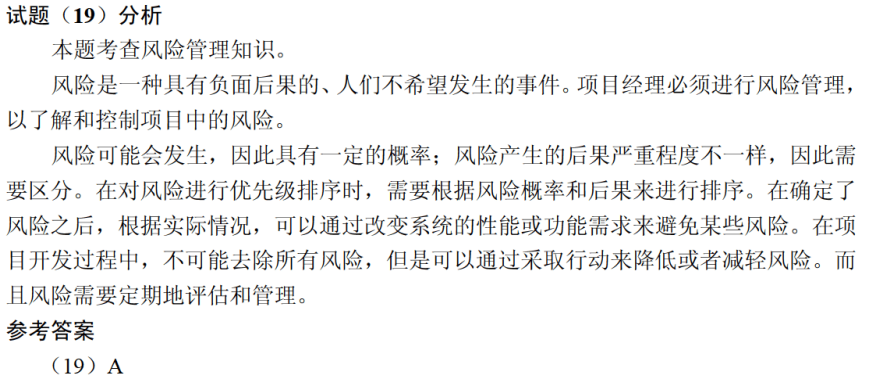 试题（19）分析
本题考查风险管理知识。
风险是一种具有负面后果的、人们不希望发生的事件。项目经理必须进行风险管理，
以了解和控制项目中的风险。
风险可能会发生，因此具有一定的概率；风险产生的后果严重程度不一样，因此需
要区分。在对风险进行优先级排序时，需要根据风险概率和后果来进行排序。在确定了
风险之后，根据实际情况，可以通过改变系统的性能或功能需求来避免某些风险。在项
目开发过程中，不可能去除所有风险，但是可以通过采取行动来降低或者减轻风险。而
且风险需要定期地评估和管理。
参考答案
（19）A